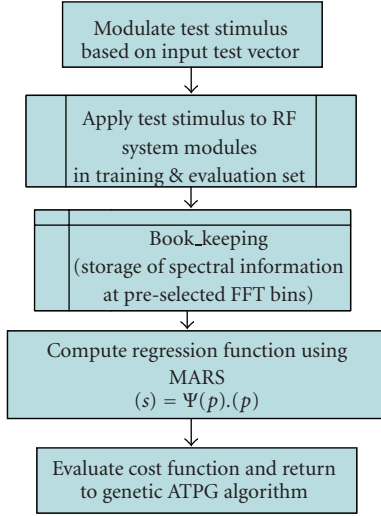 Modulate test stimulus
based on input test vector
Apply test stimulus to RF
system modules
in training & evaluation set
Book_keeping
(storage of spectral information
at pre-selected FFT bins)
Compute regression function using
MARS
(s) = Ψ(p).(p)
Evaluate cost function and return
to genetic ATPG algorithm